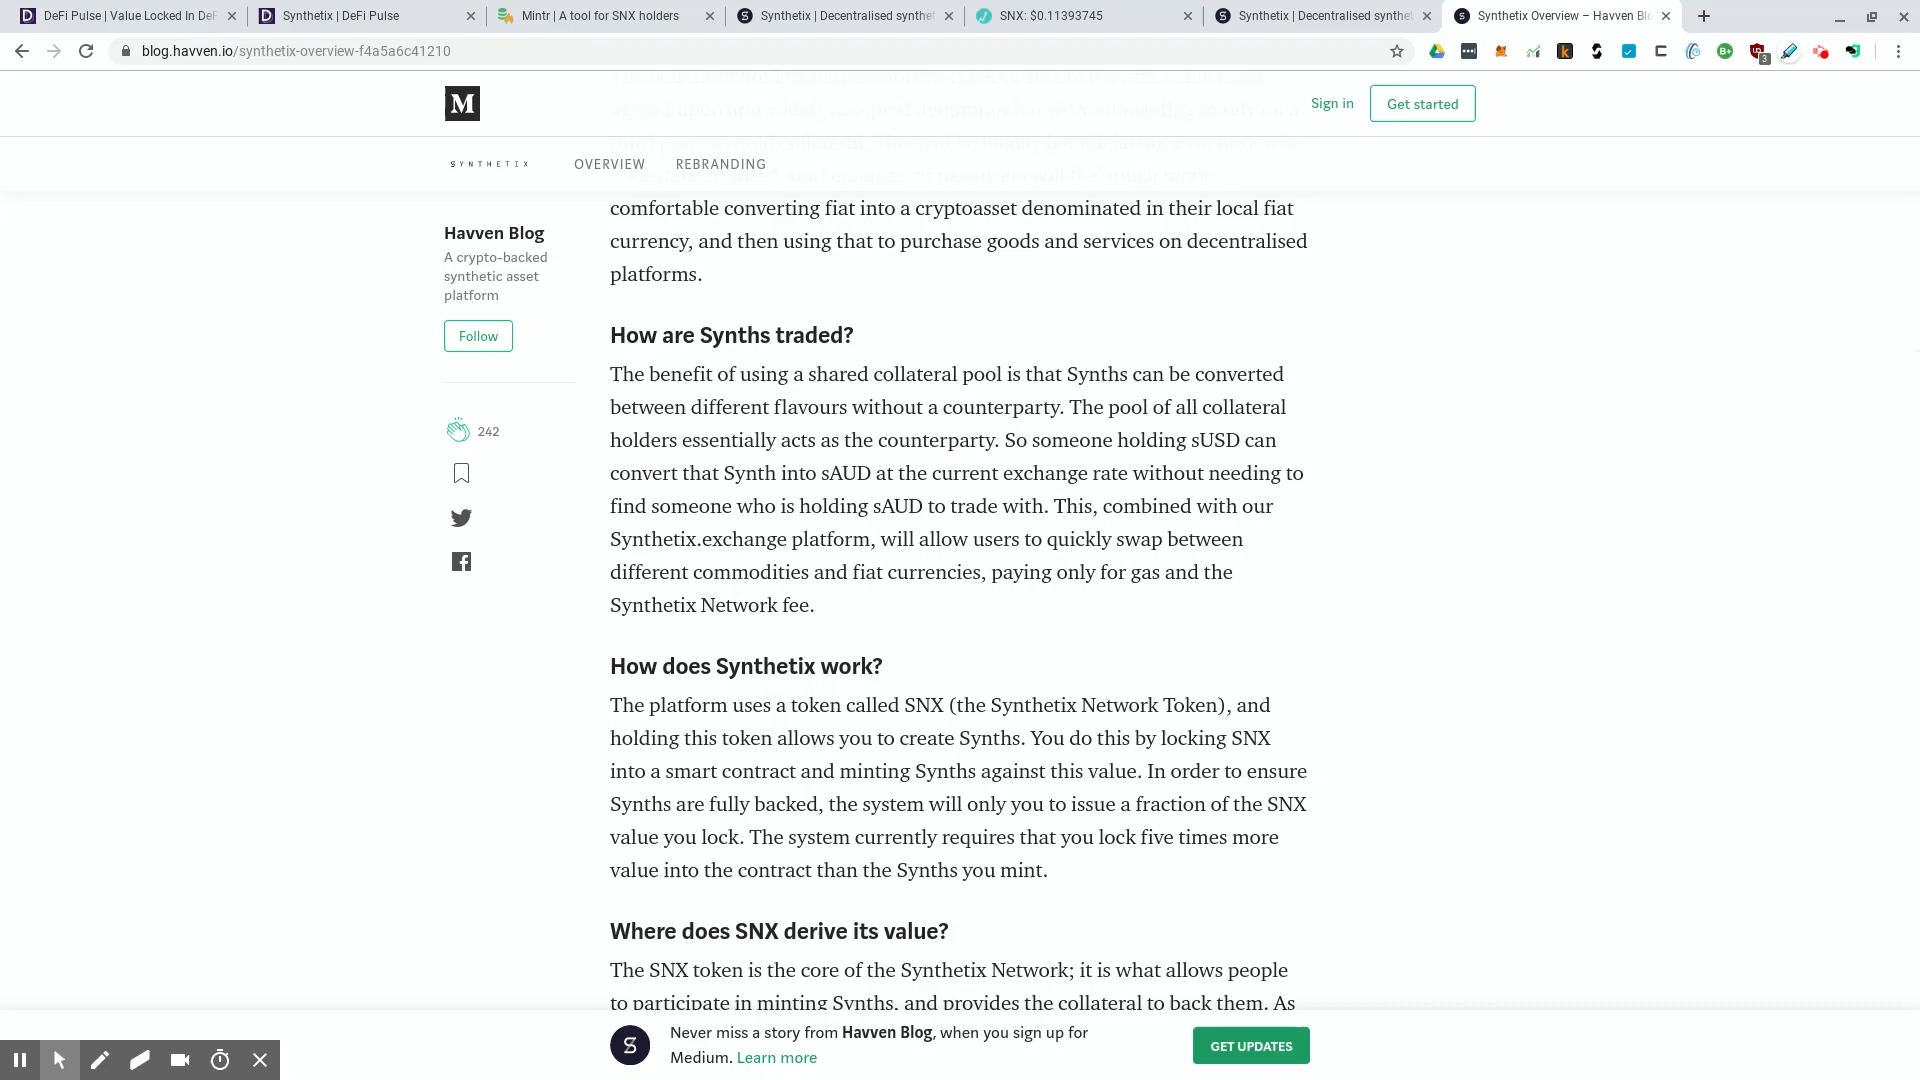 DeFi Pulse | Value Locked In DeF
Synthetix | DeFi Pulse
Mintr | A tool for SNX holders
Synthetix | Decentralised synthet
SNX: $0.11393745
Synthetix | Decentralised synthet
Synthetix Overview – Havven Blo
blog.havven.io/synthetix-overview-f4a5a6c41210
3
M
Sign in
Get started
SYNTHETIX
OVERVIEW
REBRANDING
Havven Blog
A crypto-backed
synthetic asset
platform
Follow
242
comfortable converting fiat into a cryptoasset denominated in their local fiat
currency, and then using that to purchase goods and services on decentralised
platforms.
How are Synths traded?
The benefit of using a shared collateral pool is that Synths can be converted
between different flavours without a counterparty. The pool of all collateral
holders essentially acts as the counterparty. So someone holding sUSD can
convert that Synth into sAUD at the current exchange rate without needing to
find someone who is holding sAUD to trade with. This, combined with our
Synthetix.exchange platform, will allow users to quickly swap between
different commodities and fiat currencies, paying only for gas and the
Synthetix Network fee.
How does Synthetix work?
The platform uses a token called SNX (the Synthetix Network Token), and
holding this token allows you to create Synths. You do this by locking SNX
into a smart contract and minting Synths against this value. In order to ensure
Synths are fully backed, the system will only you to issue a fraction of the SNX
value you lock. The system currently requires that you lock five times more
value into the contract than the Synths you mint.
Where does SNX derive its value?
The SNX token is the core of the Synthetix Network; it is what allows people
to participate in minting Synths, and provides the collateral to back them. As
Never miss a story from Havven Blog, when you sign up for
Medium. Learn more
GET UPDATES